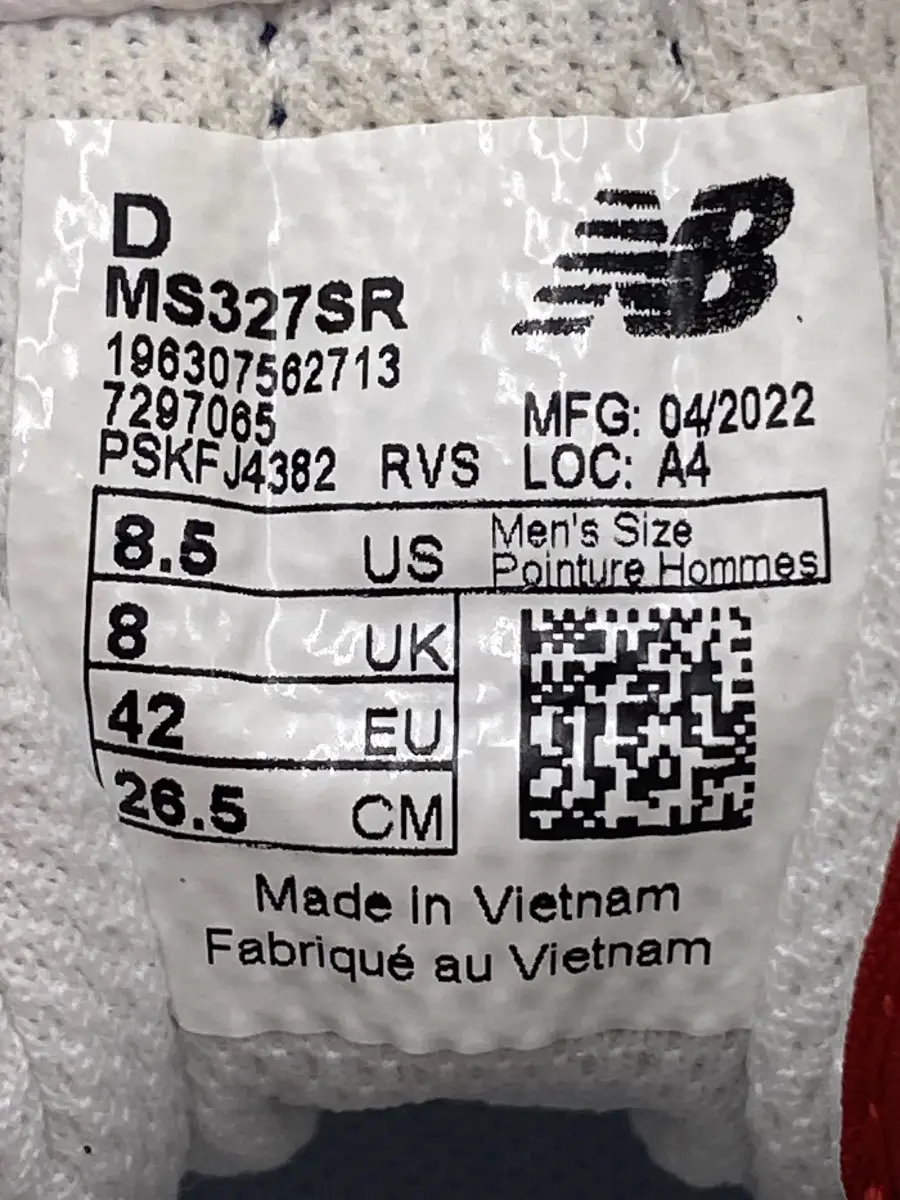 D
NB
MS327SR
196307562713
7297065
MFG: 04/2022
PSKFJ4382 RVS LOC: A4
8.5 US Men's Size
Pointure Hommes
8 UK
42 EU
26.5 CM
Made in Vietnam
Fabriqué au Vietnam